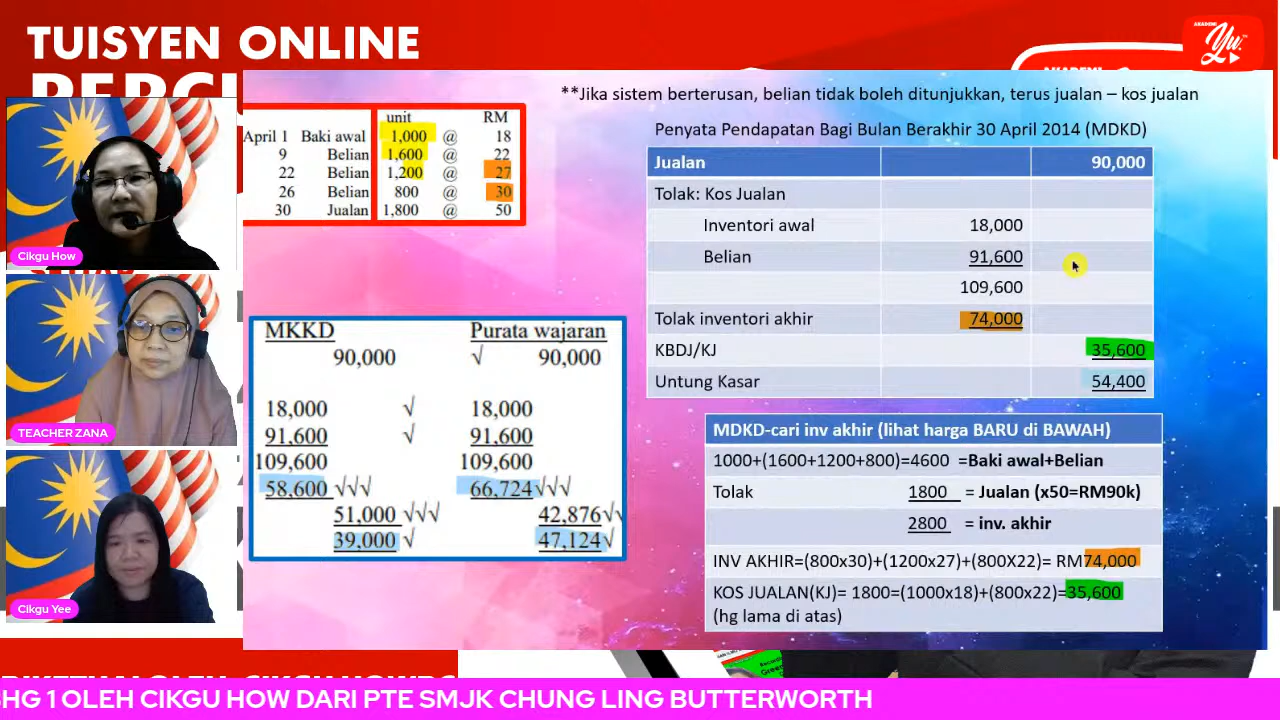 TUISYEN ONLINE
AKADEMI
Yu.
**Jika sistem berterusan, belian tidak boleh ditunjukkan, terus jualan – kos jualan
unit RM
April 1 Baki awal 1,000 @ 18
9 Belian 1,600 @ 22
22 Belian 1,200 @ 27
26 Belian 800 @ 30
30 Jualan 1,800 @ 50
Penyata Pendapatan Bagi Bulan Berakhir 30 April 2014 (MDKD)
Jualan 90,000
Tolak: Kos Jualan
Inventori awal 18,000
Belian 91,600
109,600
Tolak inventori akhir 74,000
KBDJ/KJ 35,600
Untung Kasar 54,400
MKKD Purata wajaran
90,000 √ 90,000
18,000 √ 18,000
91,600 √ 91,600
109,600 109,600
58,600 √√√ 66,724 √√√
51,000 √√√ 42,876 √√
39,000 √ 47,124 √
MDKD-cari inv akhir (lihat harga BARU di BAWAH)
1000+(1600+1200+800)=4600 =Baki awal+Belian
Tolak 1800 = Jualan (x50=RM90k)
2800 = inv. akhir
INV AKHIR=(800x30)+(1200x27)+(800X22)= RM74,000
KOS JUALAN(KJ)= 1800=(1000x18)+(800x22)=35,600
(hg lama di atas)
Cikgu How
TEACHER ZANA
Cikgu Yee
HG 1 OLEH CIKGU HOW DARI PTE SMJK CHUNG LING BUTTERWORTH